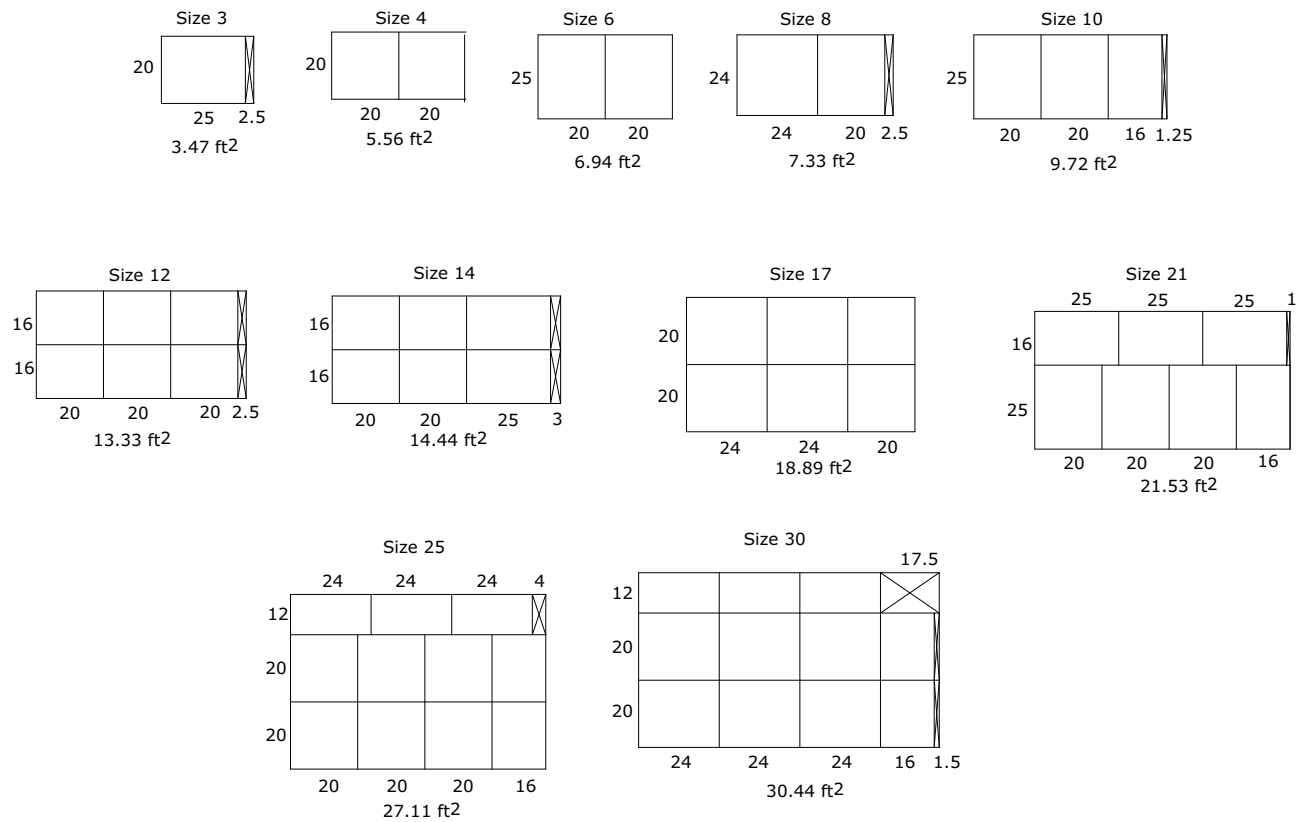 Size 3
20
25 2.5
3.47 ft2
Size 4
20
20 20
5.56 ft2
Size 6
25
20 20
6.94 ft2
Size 8
24
24 20 2.5
7.33 ft2
Size 10
25
20 20 16 1.25
9.72 ft2
Size 12
16
16
20 20 20 2.5
13.33 ft2
Size 14
16
16
20 20 25 3
14.44 ft2
Size 17
20
20
24 24 20
18.89 ft2
Size 21
25 25 25 1
16
25
20 20 20 16
21.53 ft2
Size 25
24 24 24 4
12
20
20
20 20 20 16
27.11 ft2
Size 30
17.5
12
20
20
24 24 24 16 1.5
30.44 ft2